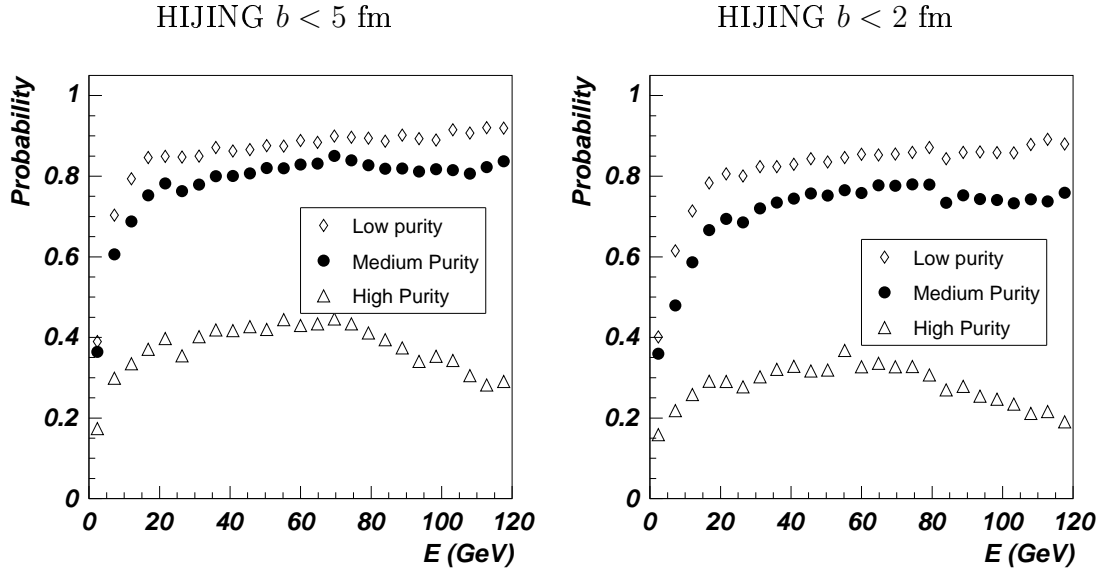 HIJING b < 5 fm
Probability
1
0.8
0.6
0.4
0.2
0
Low purity
Medium Purity
High Purity
0 20 40 60 80 100 120
E (GeV)
HIJING b < 2 fm
Probability
1
0.8
0.6
0.4
0.2
0
Low purity
Medium Purity
High Purity
0 20 40 60 80 100 120
E (GeV)